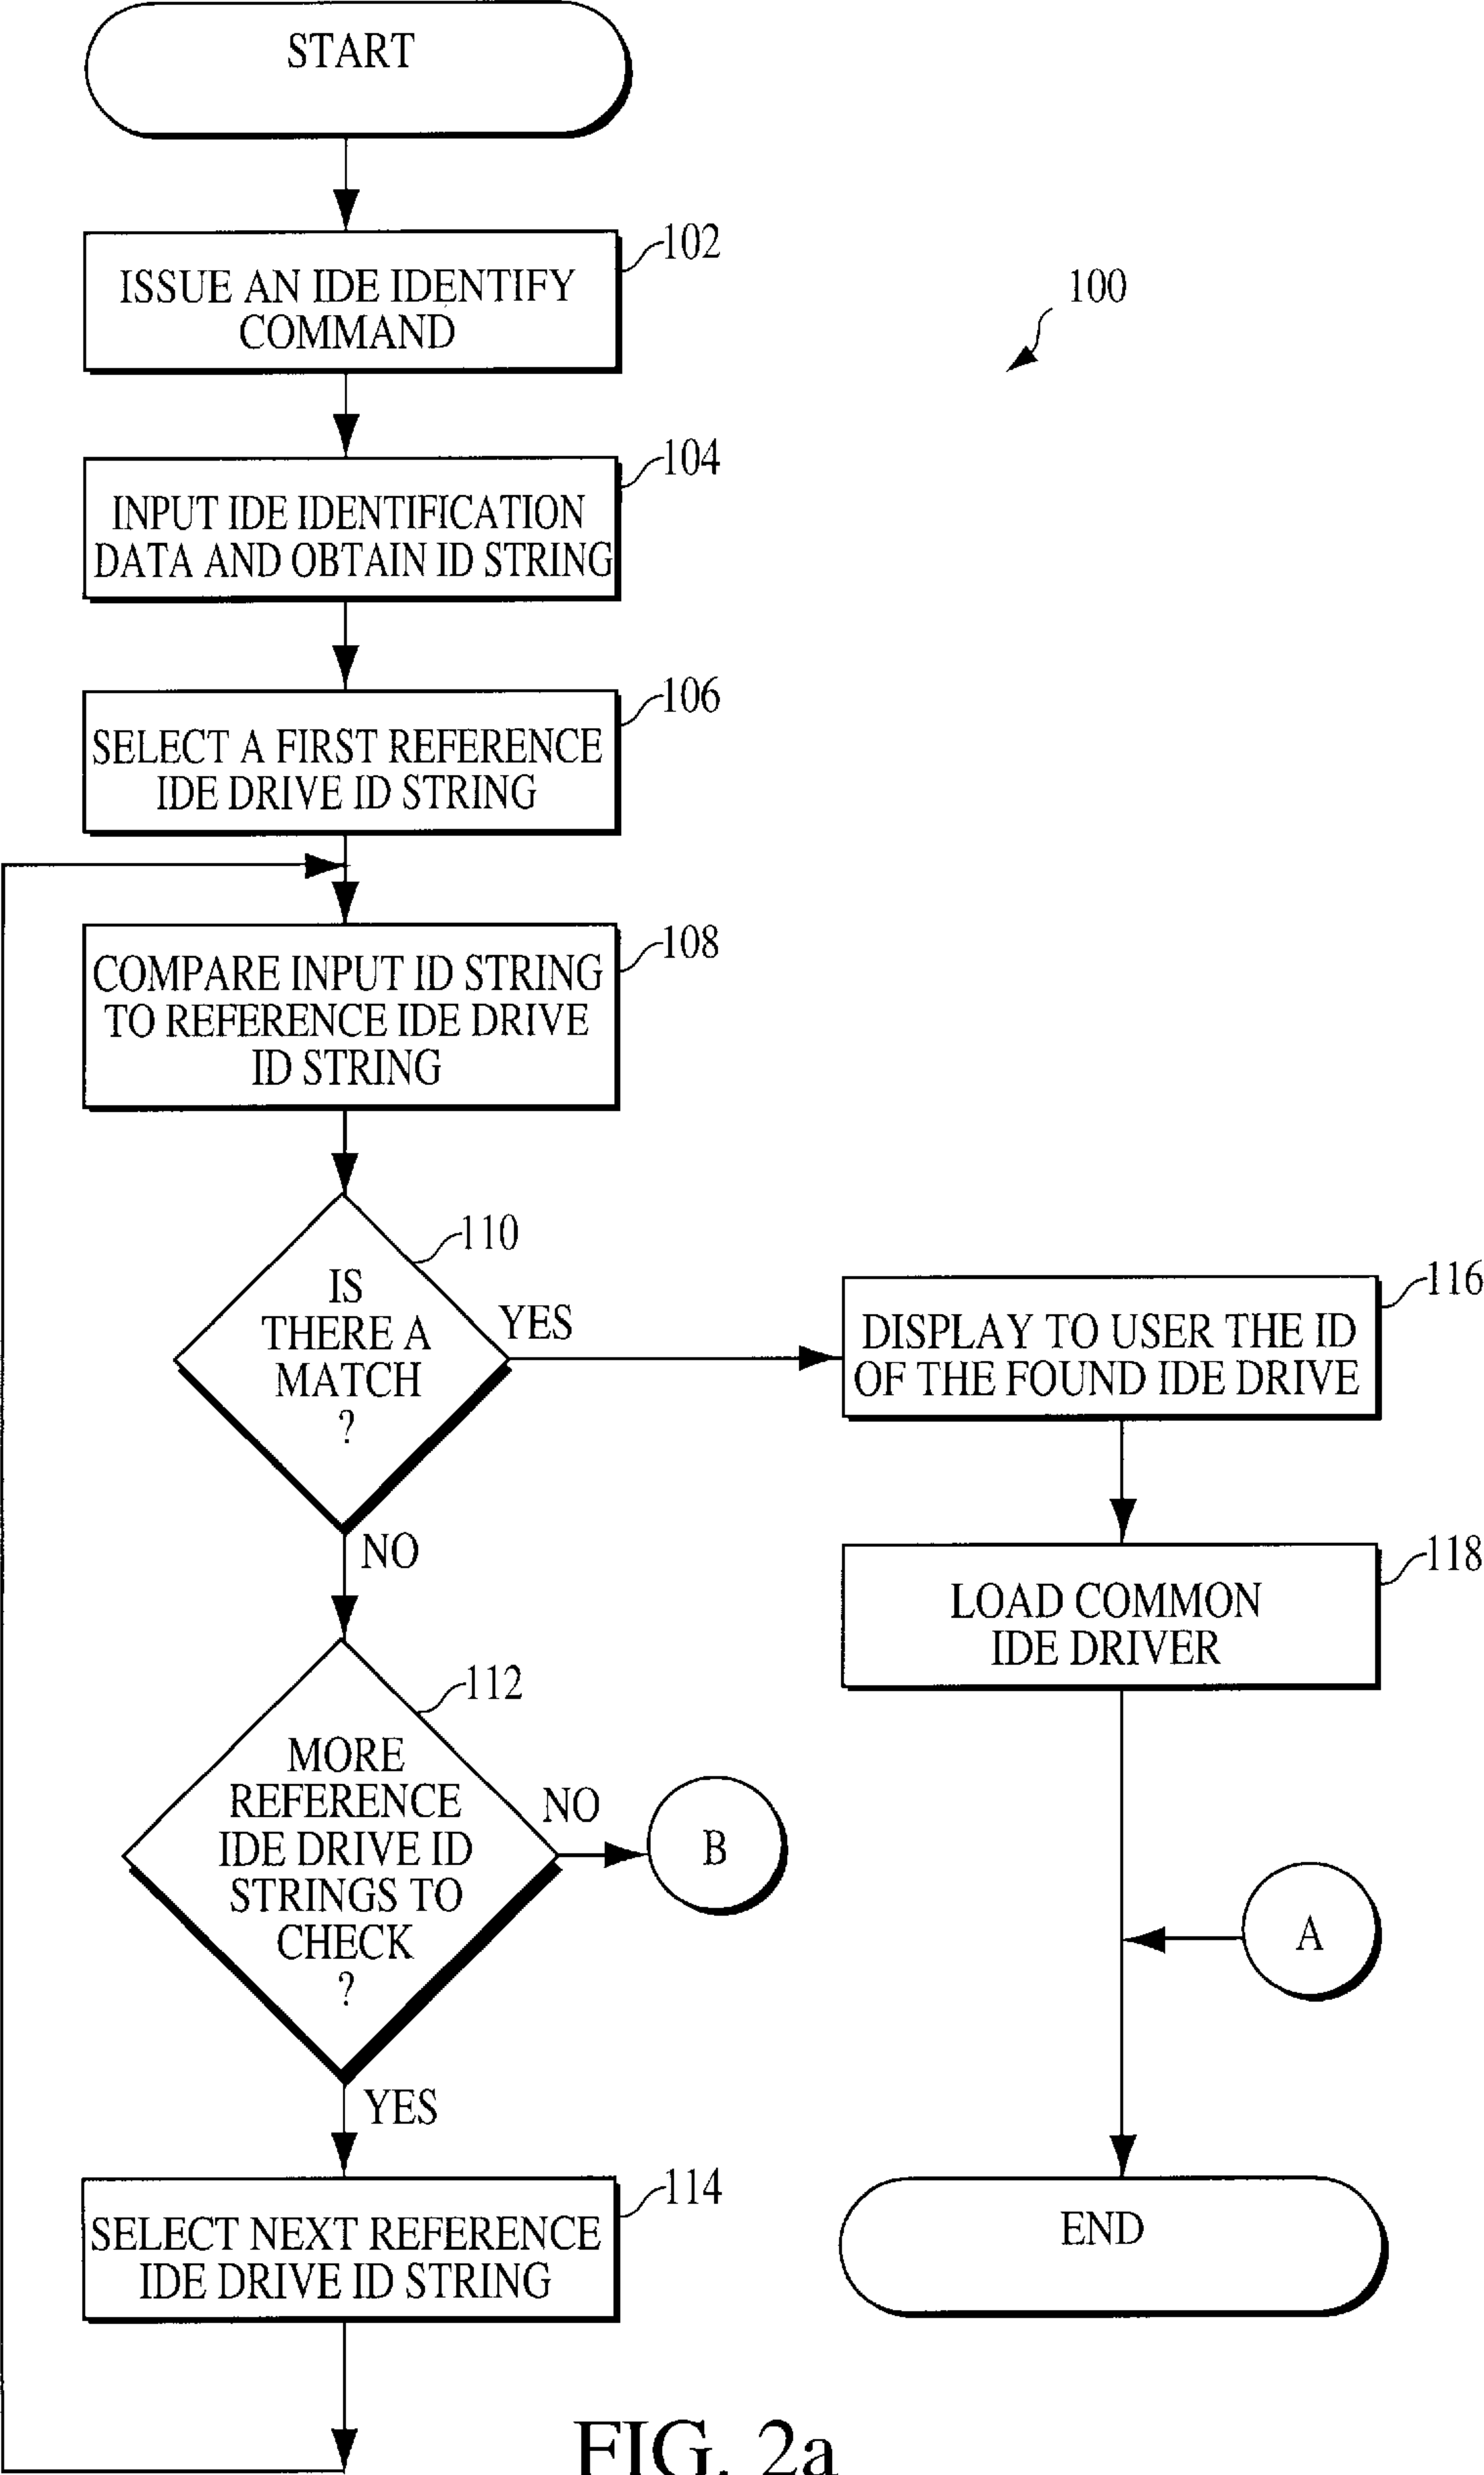 START
102
ISSUE AN IDE IDENTIFY
COMMAND
100
104
INPUT IDE IDENTIFICATION
DATA AND OBTAIN ID STRING
106
SELECT A FIRST REFERENCE
IDE DRIVE ID STRING
108
COMPARE INPUT ID STRING
TO REFERENCE IDE DRIVE
ID STRING
110
IS
THERE A
MATCH
?
YES
NO
116
DISPLAY TO USER THE ID
OF THE FOUND IDE DRIVE
118
LOAD COMMON
IDE DRIVER
112
MORE
REFERENCE
IDE DRIVE ID
STRINGS TO
CHECK
?
NO
B
A
YES
114
SELECT NEXT REFERENCE
IDE DRIVE ID STRING
END
FIG. 2a